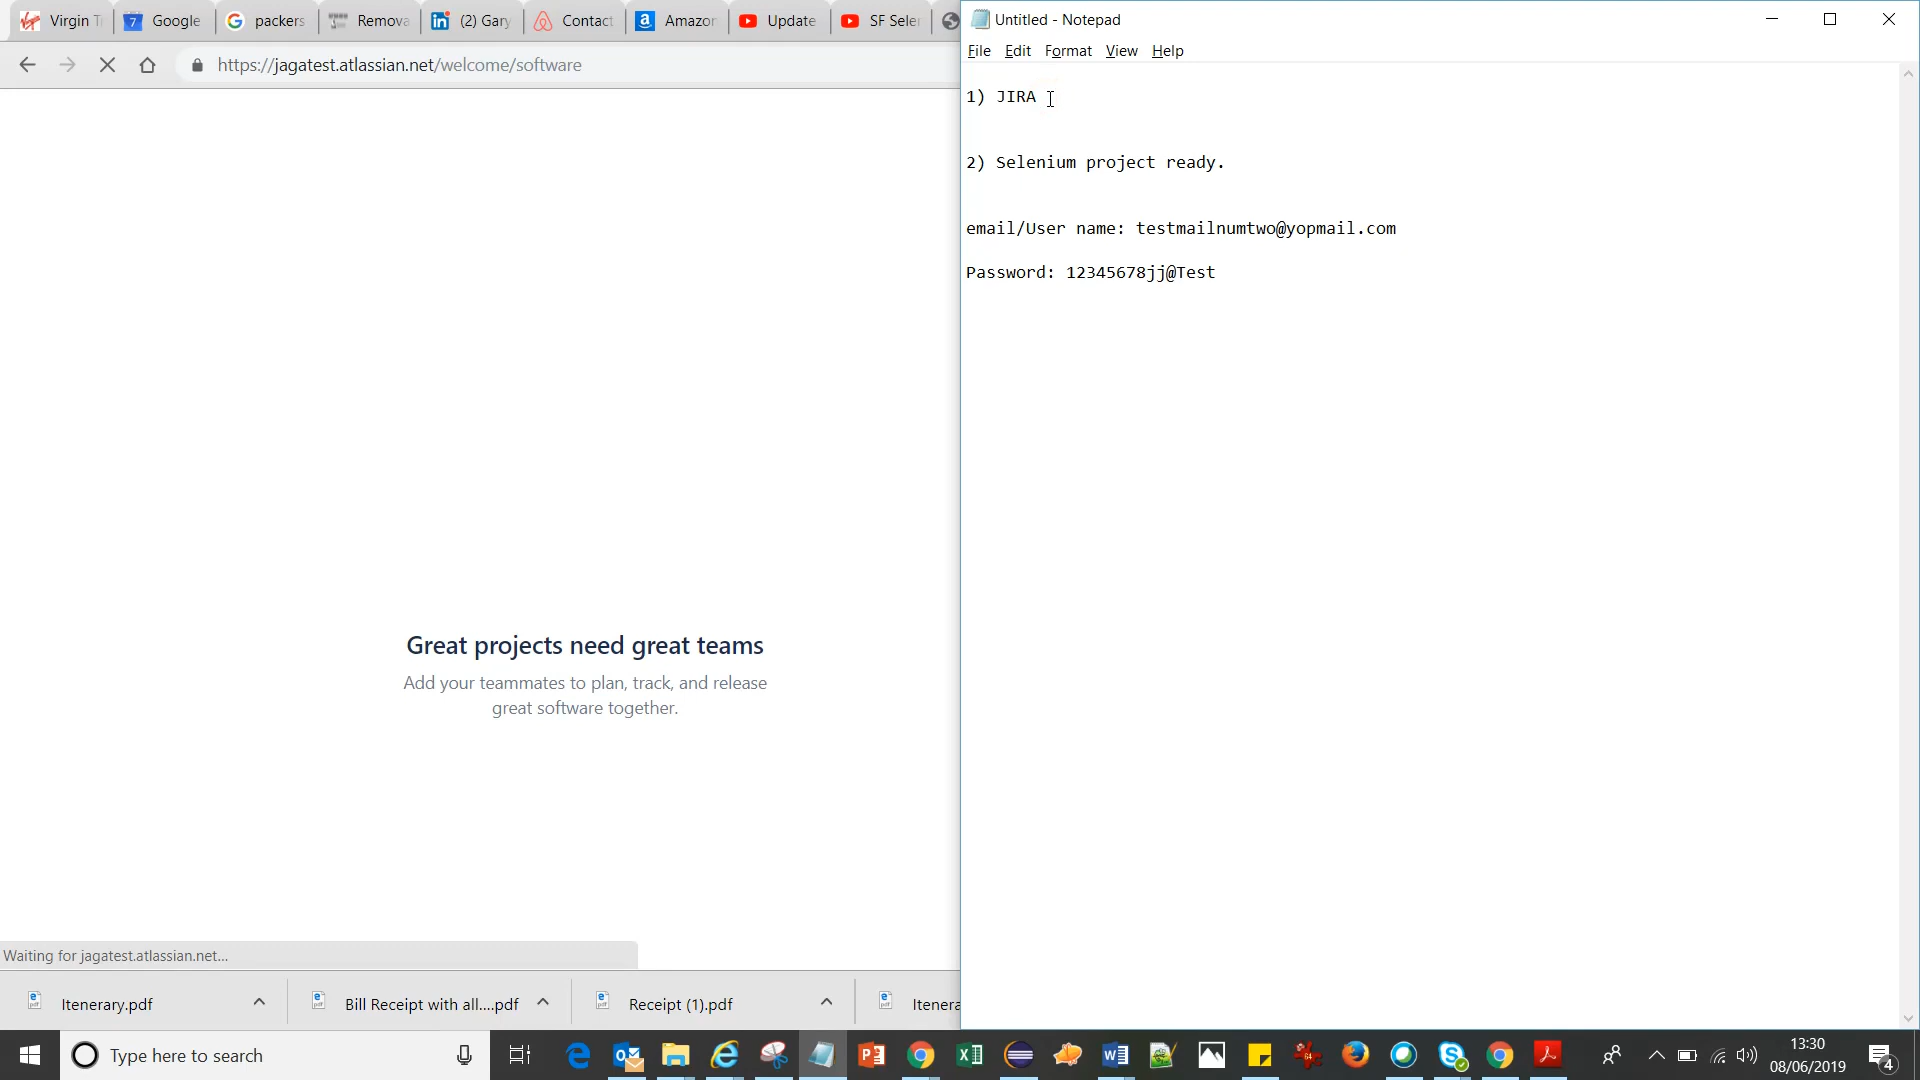 Virgin T
Google
packers
Remova
(2) Gary
Contact
Amazon
Update
SF Sele
https://jagatest.atlassian.net/welcome/software
Great projects need great teams
Add your teammates to plan, track, and release
great software together.
Waiting for jagatest.atlassian.net...
Itenerary.pdf
Bill Receipt with all....pdf
Receipt (1).pdf
Itenera
Untitled - Notepad
File Edit Format View Help
1) JIRA
2) Selenium project ready.
email/User name: testmailnumtwo@yopmail.com
Password: 12345678jj@Test
Type here to search
64
13:30
08/06/2019
4